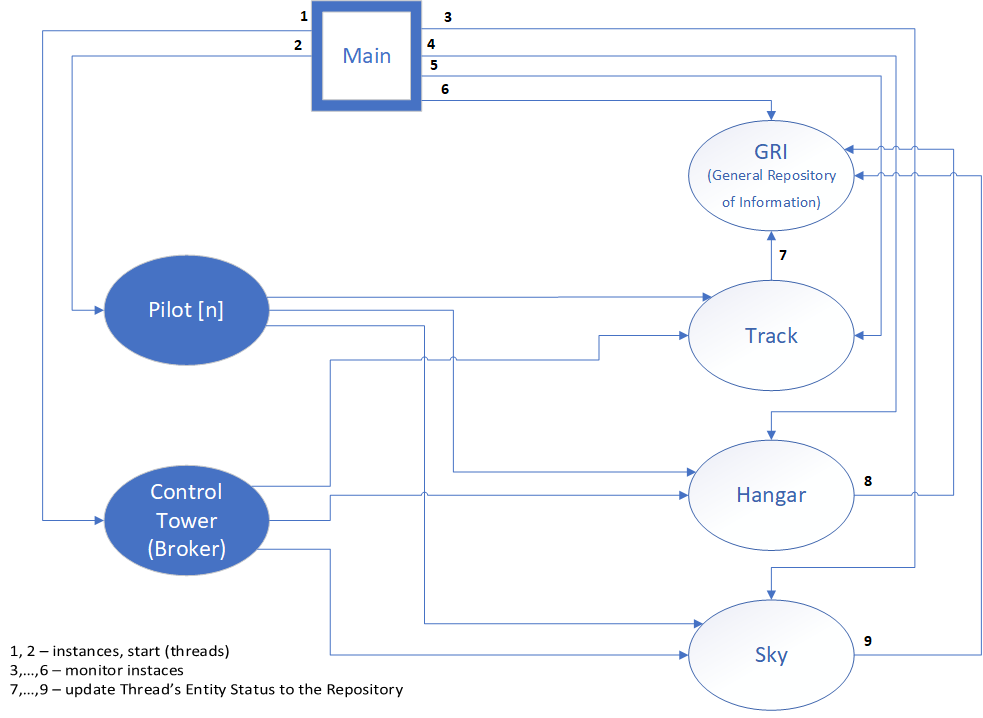 1
3
Main
2
4
5
6
GRI
(General Repository
of Information)
7
Pilot [n]
Track
Control
Tower
(Broker)
8
Hangar
9
Sky
1, 2 – instances, start (threads)
3,...,6 – monitor instaces
7,...,9 – update Thread's Entity Status to the Repository